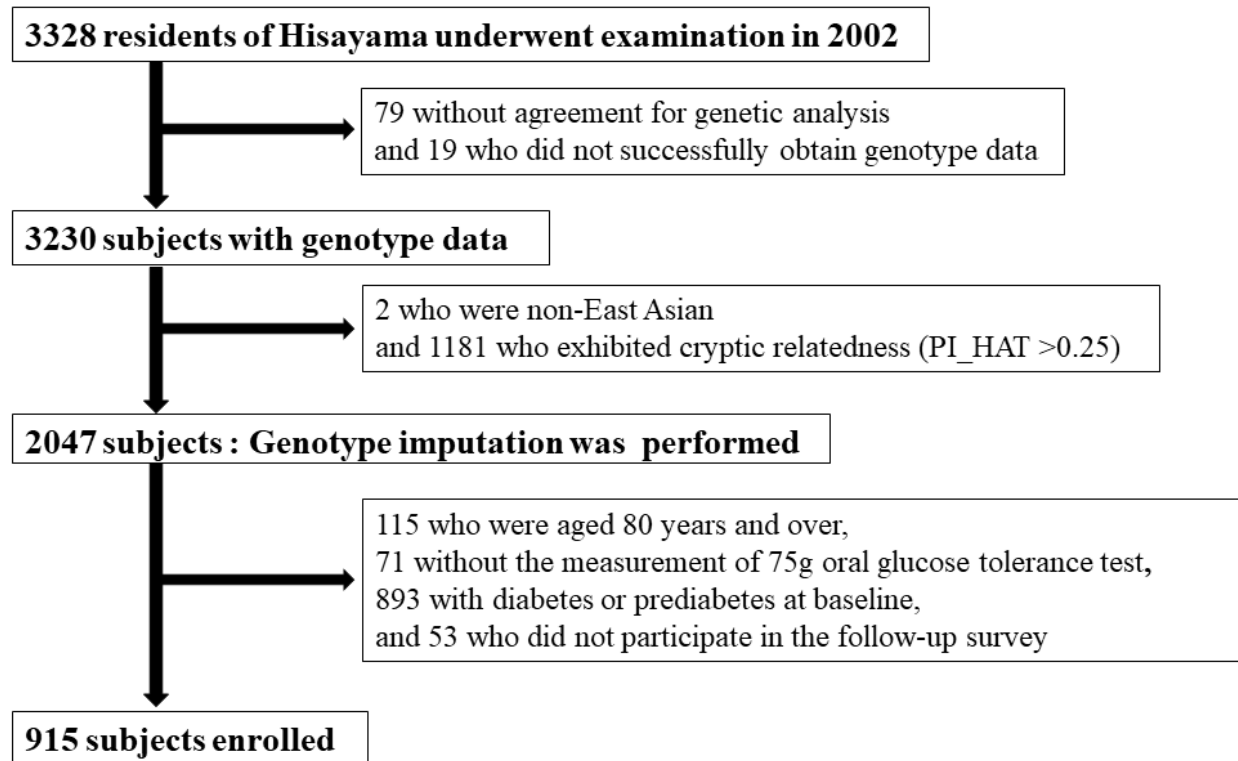 3328 residents of Hisayama underwent examination in 2002
79 without agreement for genetic analysis
and 19 who did not successfully obtain genotype data
3230 subjects with genotype data
2 who were non-East Asian
and 1181 who exhibited cryptic relatedness (PI_HAT >0.25)
2047 subjects : Genotype imputation was performed
115 who were aged 80 years and over,
71 without the measurement of 75g oral glucose tolerance test,
893 with diabetes or prediabetes at baseline,
and 53 who did not participate in the follow-up survey
915 subjects enrolled